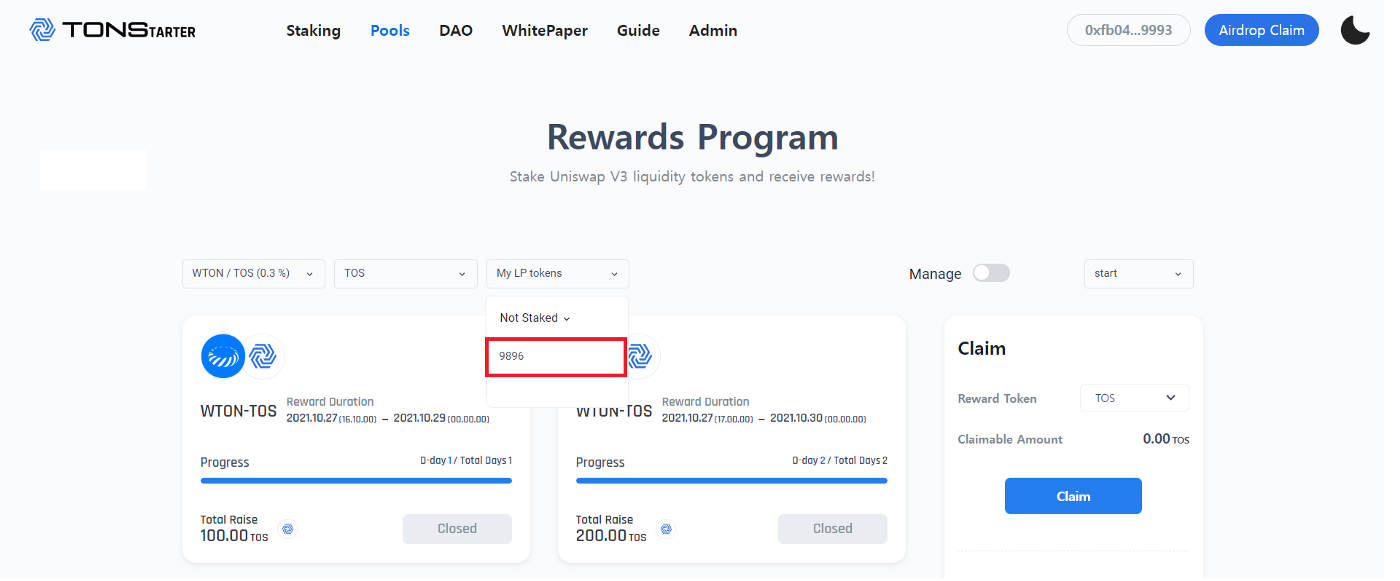 TONSTARTER
Staking Pools DAO WhitePaper Guide Admin
0xfb04...9993 Airdrop Claim
Rewards Program
Stake Uniswap V3 liquidity tokens and receive rewards!
WTON / TOS (0.3 %) TOS My LP tokens
Manage start
Not Staked
9896
WTON-TOS
Reward Duration
2021.10.27 (16.10.00) – 2021.10.29 (00.00.00)
Progress D-day 1 / Total Days 1
Total Raise
100.00 TOS
Closed
WTON-TOS
Reward Duration
2021.10.27 (17.00.00) – 2021.10.30 (00.00.00)
Progress D-day 2 / Total Days 2
Total Raise
200.00 TOS
Closed
Claim
Reward Token TOS
Claimable Amount 0.00 TOS
Claim